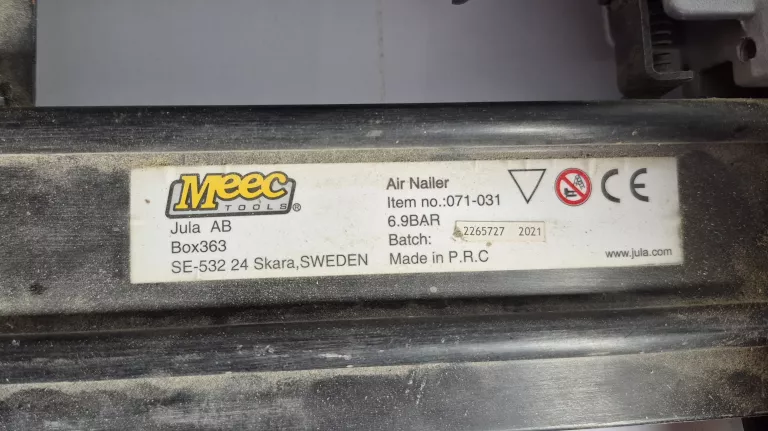 Meec
TOOLS®
Jula AB
Box363
SE-532 24 Skara,SWEDEN
Air Nailer
Item no.:071-031
6.9BAR
Batch: 2265727 2021
Made in P.R.C
CE
www.jula.com